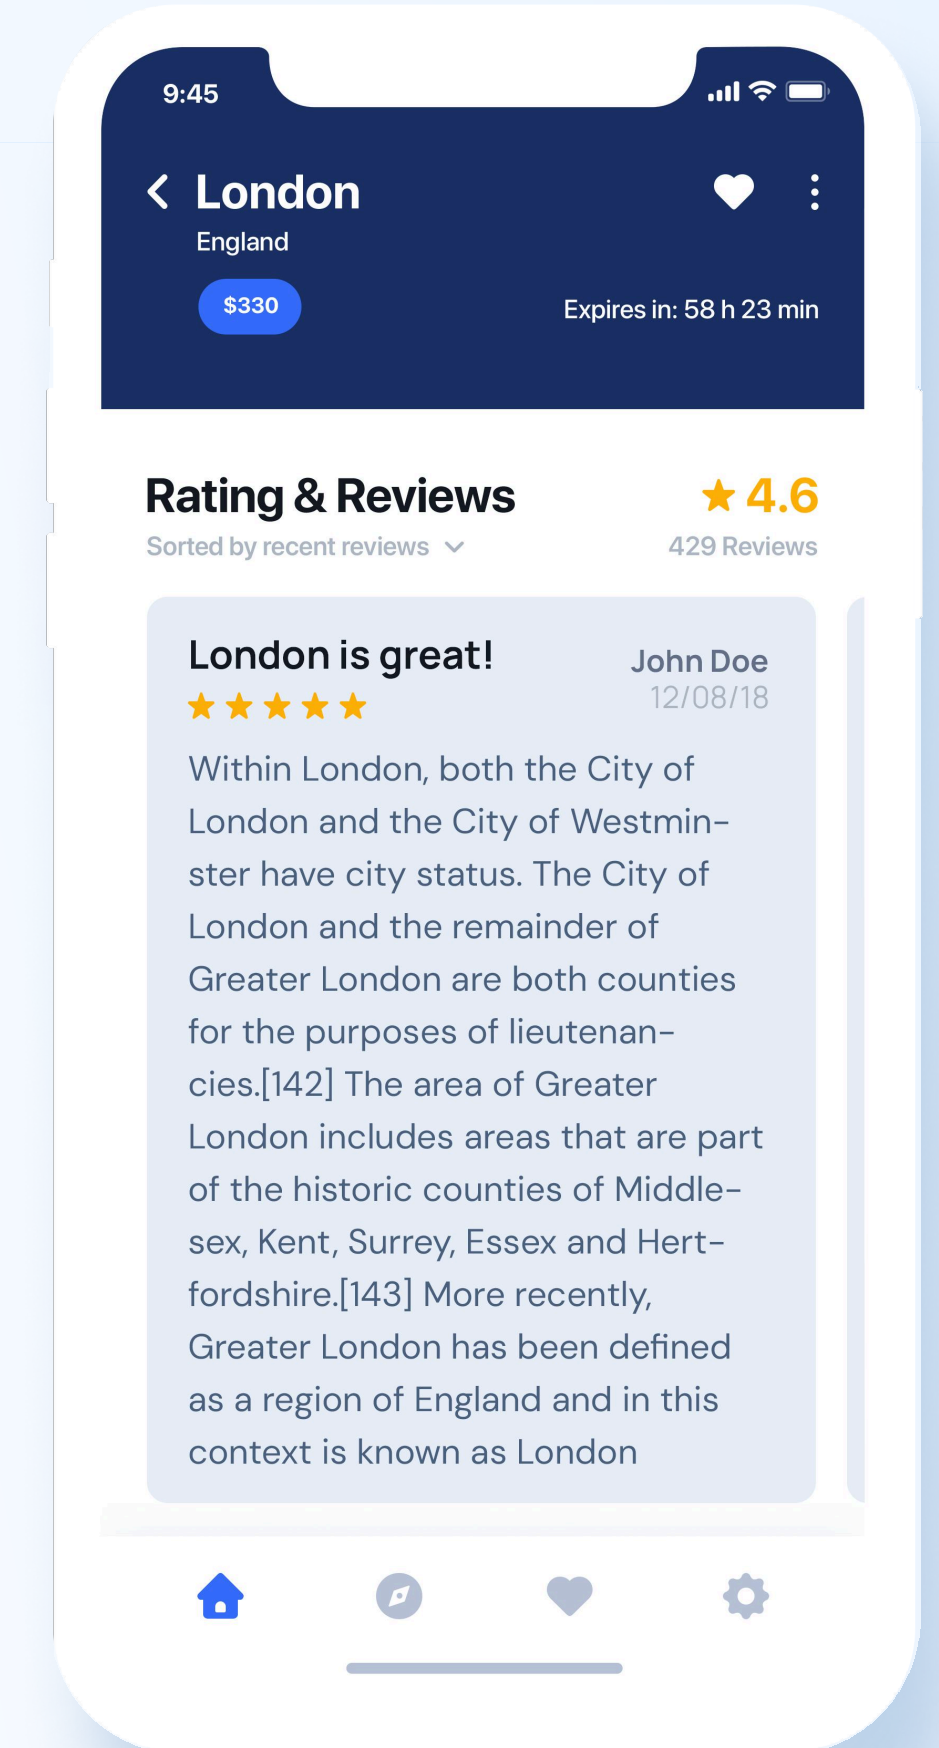 9:45
London
England
$330
Expires in: 58 h 23 min
Rating & Reviews
4.6
Sorted by recent reviews
429 Reviews
London is great!
John Doe
12/08/18
Within London, both the City of
London and the City of Westmin-
ster have city status. The City of
London and the remainder of
Greater London are both counties
for the purposes of lieutenan-
cies.[142] The area of Greater
London includes areas that are part
of the historic counties of Middle-
sex, Kent, Surrey, Essex and Hert-
fordshire.[143] More recently,
Greater London has been defined
as a region of England and in this
context is known as London